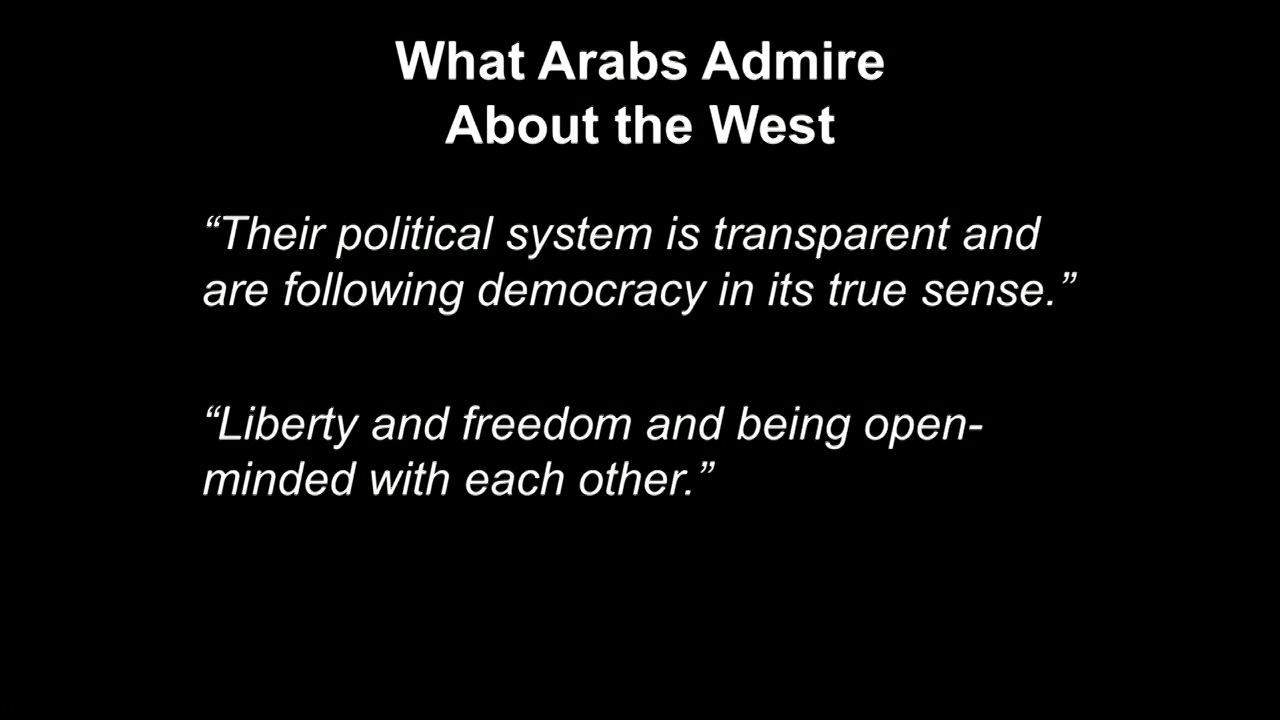 What Arabs Admire
About the West
“Their political system is transparent and
are following democracy in its true sense.”
“Liberty and freedom and being open-
minded with each other.”